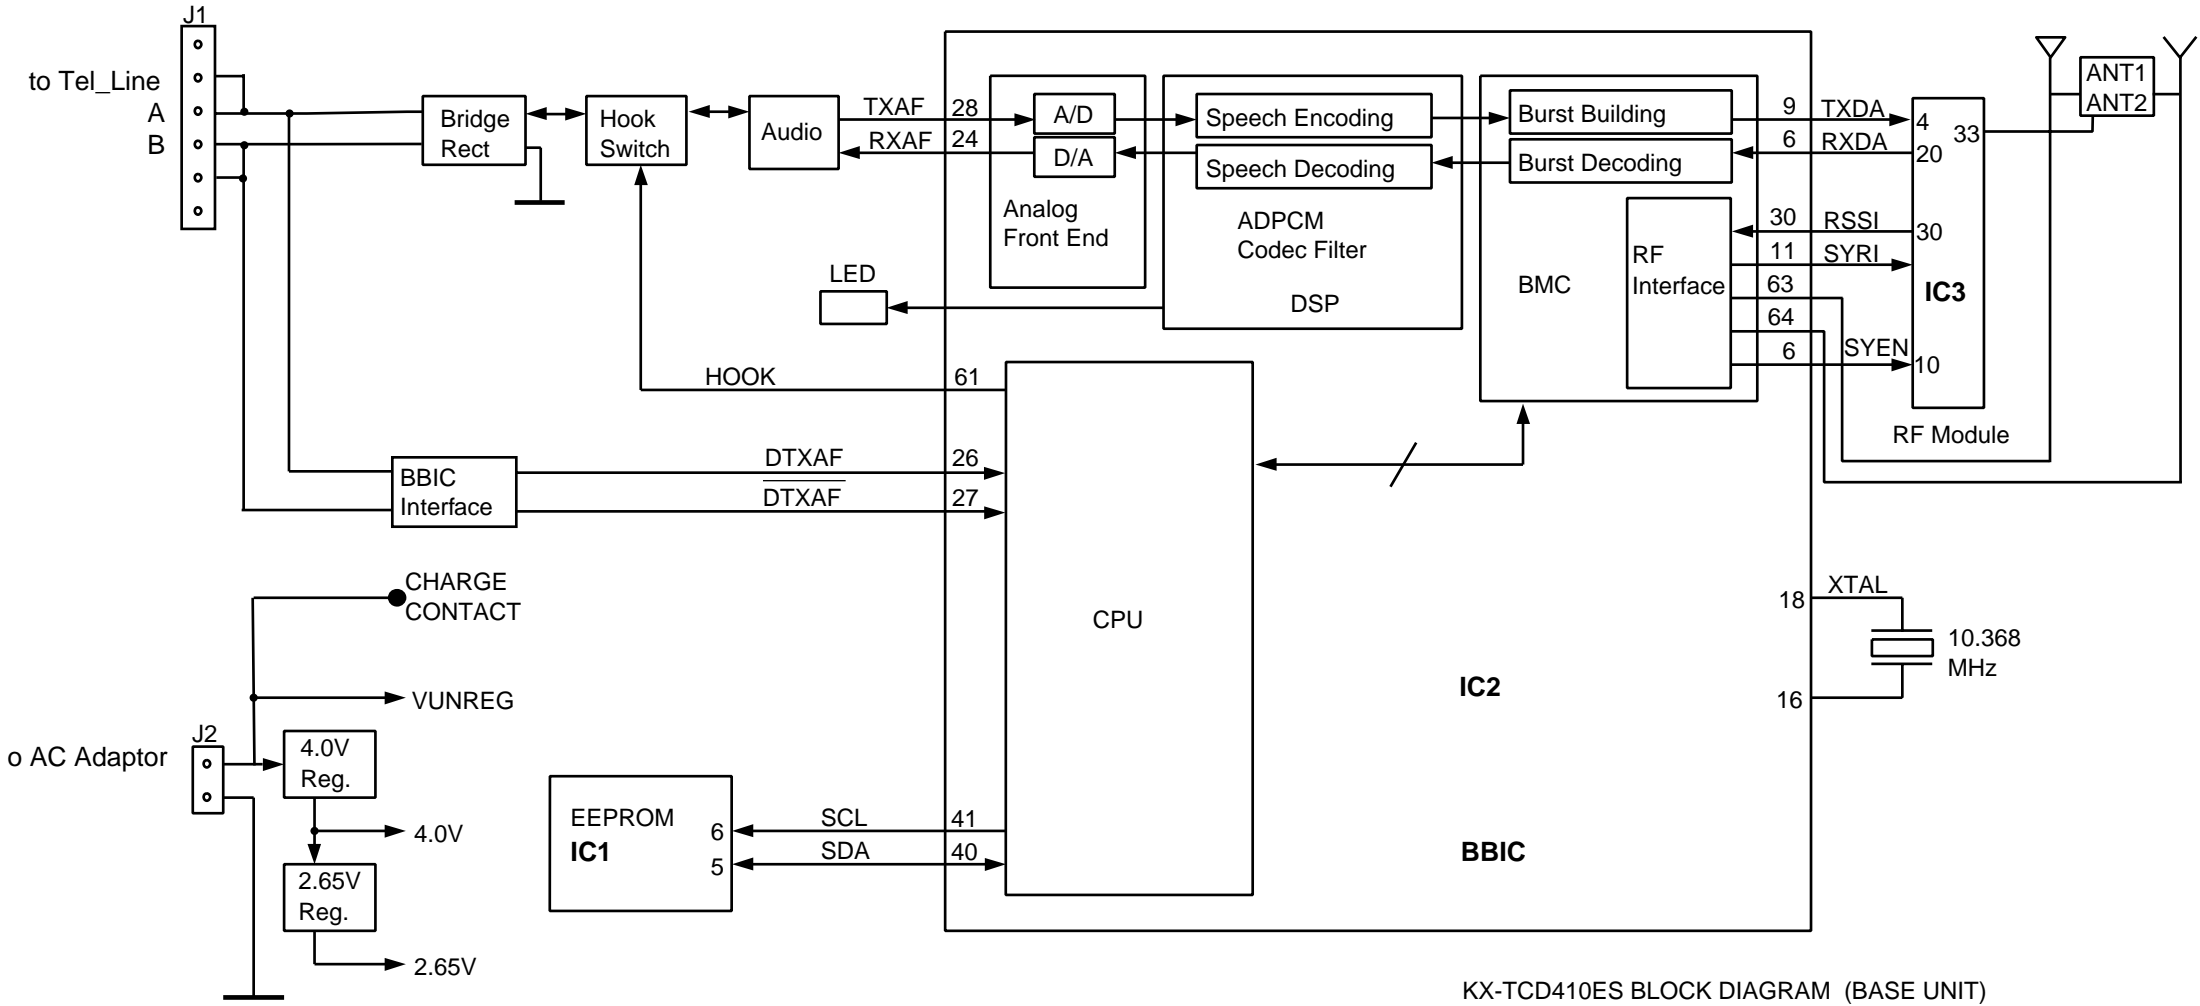 J1
to Tel_Line
A
B
Bridge
Rect
Hook
Switch
Audio
TXAF
28
RXAF
24
A/D
D/A
Analog
Front End
Speech Encoding
Speech Decoding
ADPCM
Codec Filter
DSP
Burst Building
Burst Decoding
BMC
RF
Interface
9
TXDA
6
RXDA
30
RSSI
11
SYRI
63
64
6
SYEN
4
33
20
30
IC3
10
RF Module
ANT1
ANT2
LED
HOOK
61
BBIC
Interface
DTXAF
26
DTXAF
27
CPU
CHARGE
CONTACT
VUNREG
J2
o AC Adaptor
4.0V
Reg.
4.0V
2.65V
Reg.
2.65V
EEPROM
IC1
6
5
SCL
41
SDA
40
IC2
BBIC
18
XTAL
16
10.368
MHz
KX-TCD410ES BLOCK DIAGRAM (BASE UNIT)